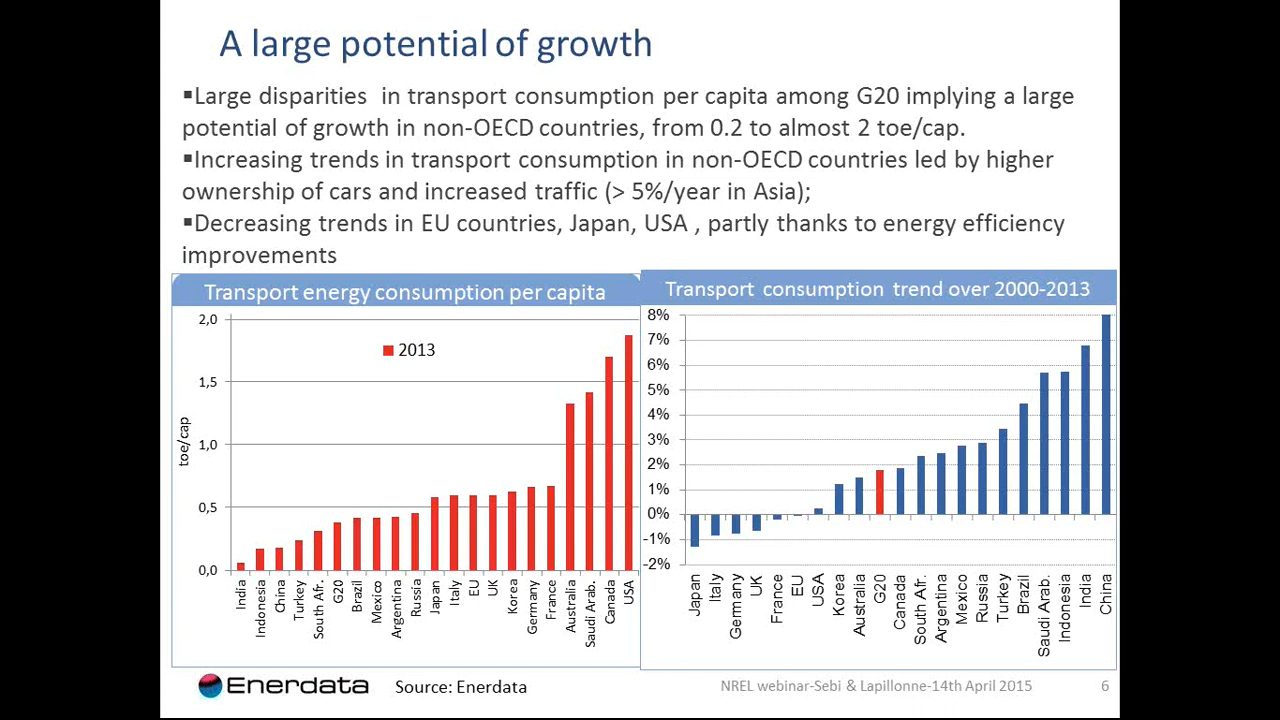 A large potential of growth
▪Large disparities in transport consumption per capita among G20 implying a large
potential of growth in non-OECD countries, from 0.2 to almost 2 toe/cap.
▪Increasing trends in transport consumption in non-OECD countries led by higher
ownership of cars and increased traffic (> 5%/year in Asia);
▪Decreasing trends in EU countries, Japan, USA , partly thanks to energy efficiency
improvements
Transport energy consumption per capita
2,0
1,5
1,0
0,5
0,0
toe/cap
2013
India
Indonesia
China
Turkey
South Afr.
G20
Brazil
Mexico
Argentina
Russia
Japan
Italy
EU
UK
Korea
Germany
France
Australia
Saudi Arab.
Canada
USA
Transport consumption trend over 2000-2013
8%
7%
6%
5%
4%
3%
2%
1%
0%
-1%
-2%
Japan
Italy
Germany
UK
France
EU
USA
Korea
Australia
G20
Canada
South Afr.
Argentina
Mexico
Russia
Turkey
Brazil
Saudi Arab.
Indonesia
India
China
Enerdata
Source: Enerdata
NREL webinar-Sebi & Lapillonne-14th April 2015
6